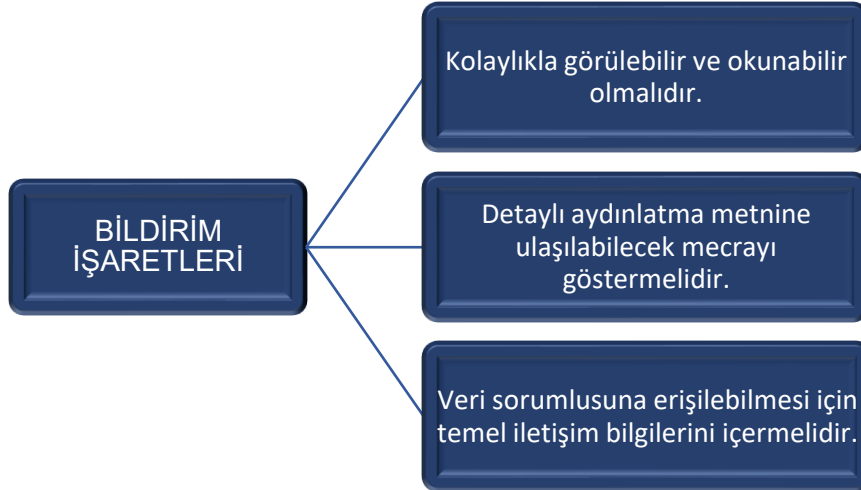 BİLDİRİM
İŞARETLERİ
Kolaylıkla görülebilir ve okunabilir
olmalıdır.
Detaylı aydınlatma metnine
ulaşılabilecek mecrayı
göstermelidir.
Veri sorumlusuna erişilebilmesi için
temel iletişim bilgilerini içermelidir.